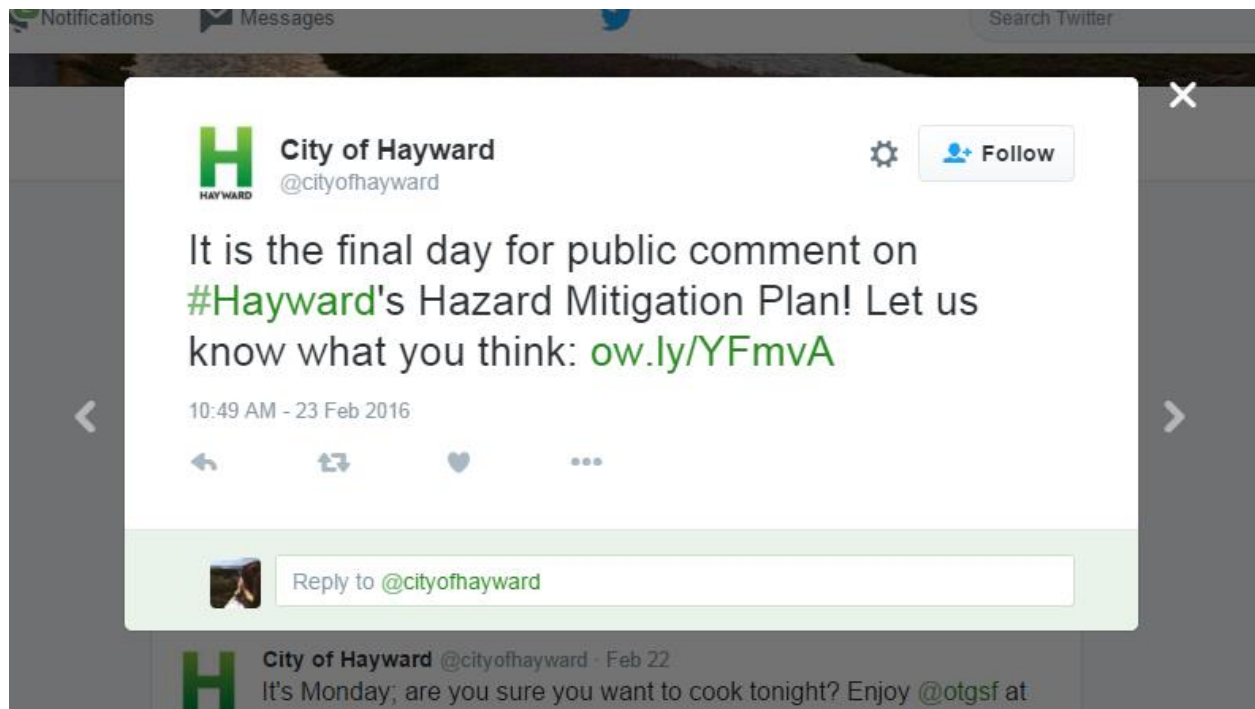 Notifications
Messages
Search Twitter
H
HAYWARD
City of Hayward
@cityofhayward
Follow
It is the final day for public comment on
#Hayward's Hazard Mitigation Plan! Let us
know what you think: ow.ly/YFmvA
10:49 AM - 23 Feb 2016
Reply to @cityofhayward
H
City of Hayward @cityofhayward · Feb 22
It's Monday; are you sure you want to cook tonight? Enjoy @otgsf at